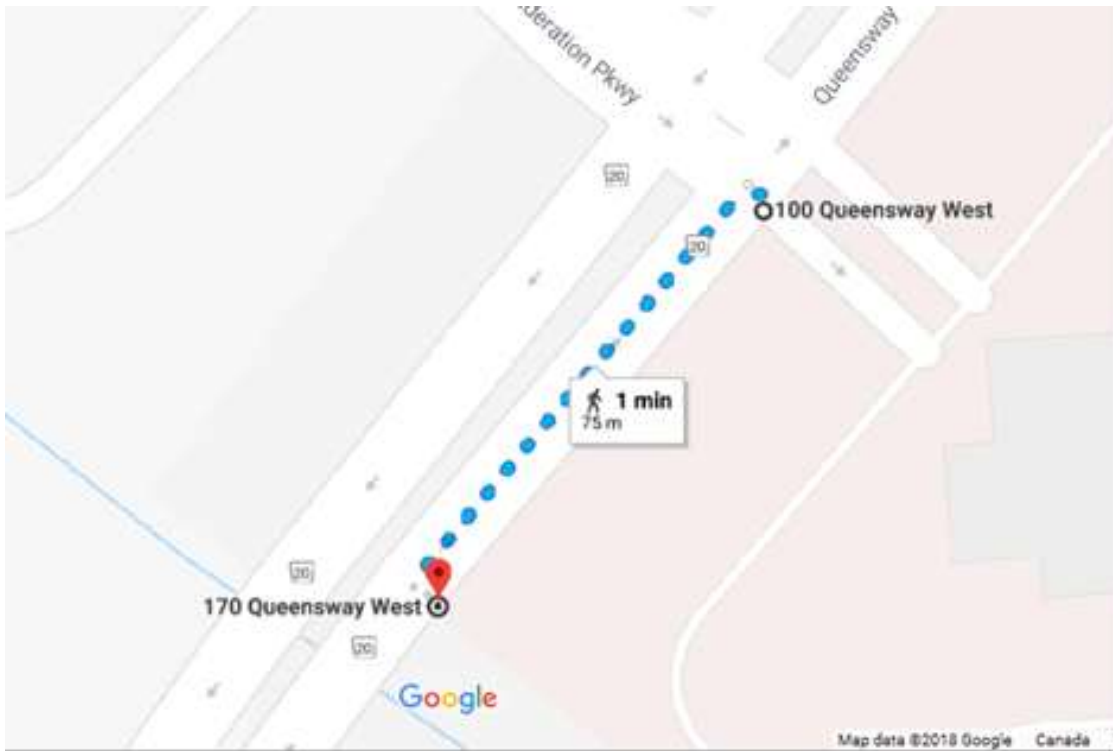 deration Pkwy
Queensway
20
100 Queensway West
20
1 min
75 m
20
170 Queensway West
20
Google
Map data ©2018 Google Canada